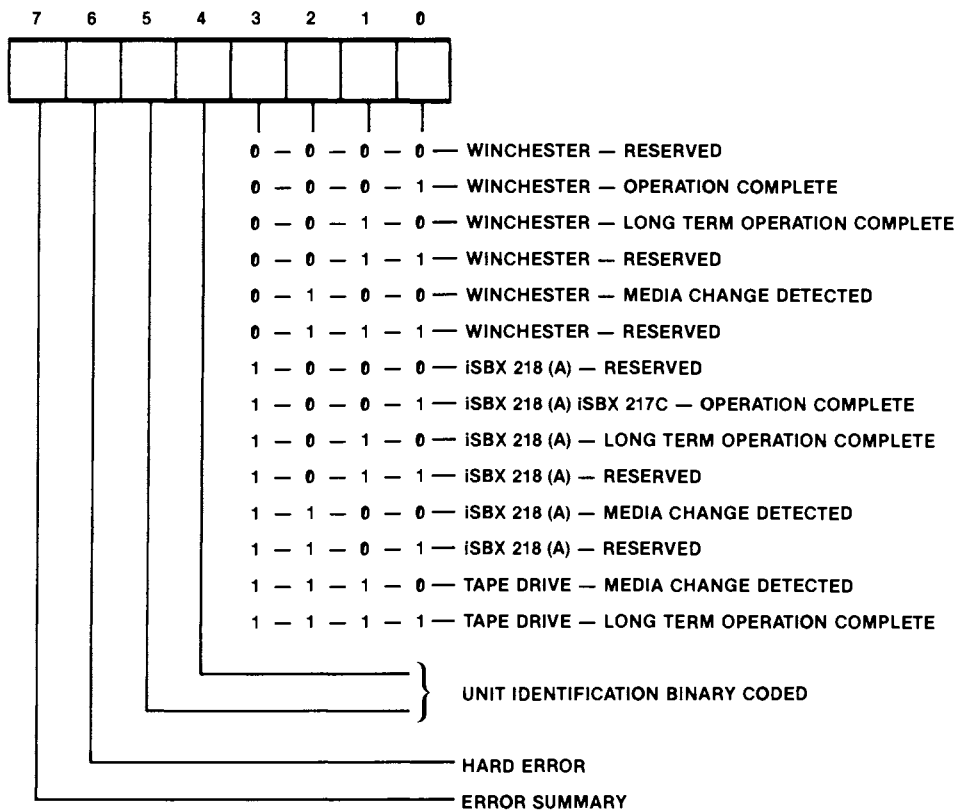 7 6 5 4 3 2 1 0
0 — 0 — 0 — 0 — WINCHESTER — RESERVED
0 — 0 — 0 — 1 — WINCHESTER — OPERATION COMPLETE
0 — 0 — 1 — 0 — WINCHESTER — LONG TERM OPERATION COMPLETE
0 — 0 — 1 — 1 — WINCHESTER — RESERVED
0 — 1 — 0 — 0 — WINCHESTER — MEDIA CHANGE DETECTED
0 — 1 — 1 — 1 — WINCHESTER — RESERVED
1 — 0 — 0 — 0 — iSBX 218 (A) — RESERVED
1 — 0 — 0 — 1 — iSBX 218 (A) iSBX 217C — OPERATION COMPLETE
1 — 0 — 1 — 0 — iSBX 218 (A) — LONG TERM OPERATION COMPLETE
1 — 0 — 1 — 1 — iSBX 218 (A) — RESERVED
1 — 1 — 0 — 0 — iSBX 218 (A) — MEDIA CHANGE DETECTED
1 — 1 — 0 — 1 — iSBX 218 (A) — RESERVED
1 — 1 — 1 — 0 — TAPE DRIVE — MEDIA CHANGE DETECTED
1 — 1 — 1 — 1 — TAPE DRIVE — LONG TERM OPERATION COMPLETE
UNIT IDENTIFICATION BINARY CODED
HARD ERROR
ERROR SUMMARY